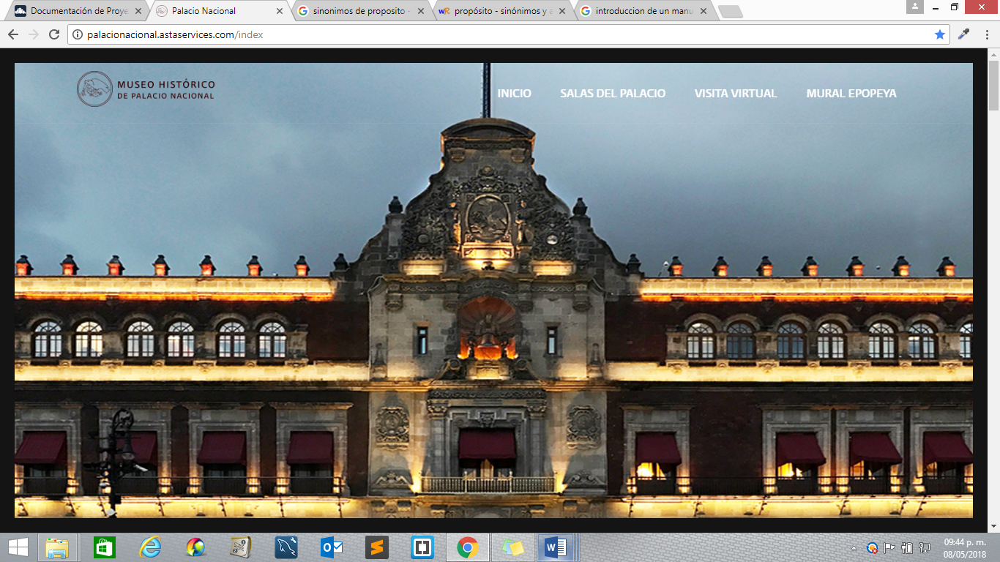 Documentación de Proye
Palacio Nacional
sinonimos de proposito -
propósito - sinónimos y a
introduccion de un manu
palacionacional.astaservices.com/index
MUSEO HISTÓRICO
DE PALACIO NACIONAL
INICIO
SALAS DEL PALACIO
VISITA VIRTUAL
MURAL EPOPEYA
09:44 p. m.
08/05/2018